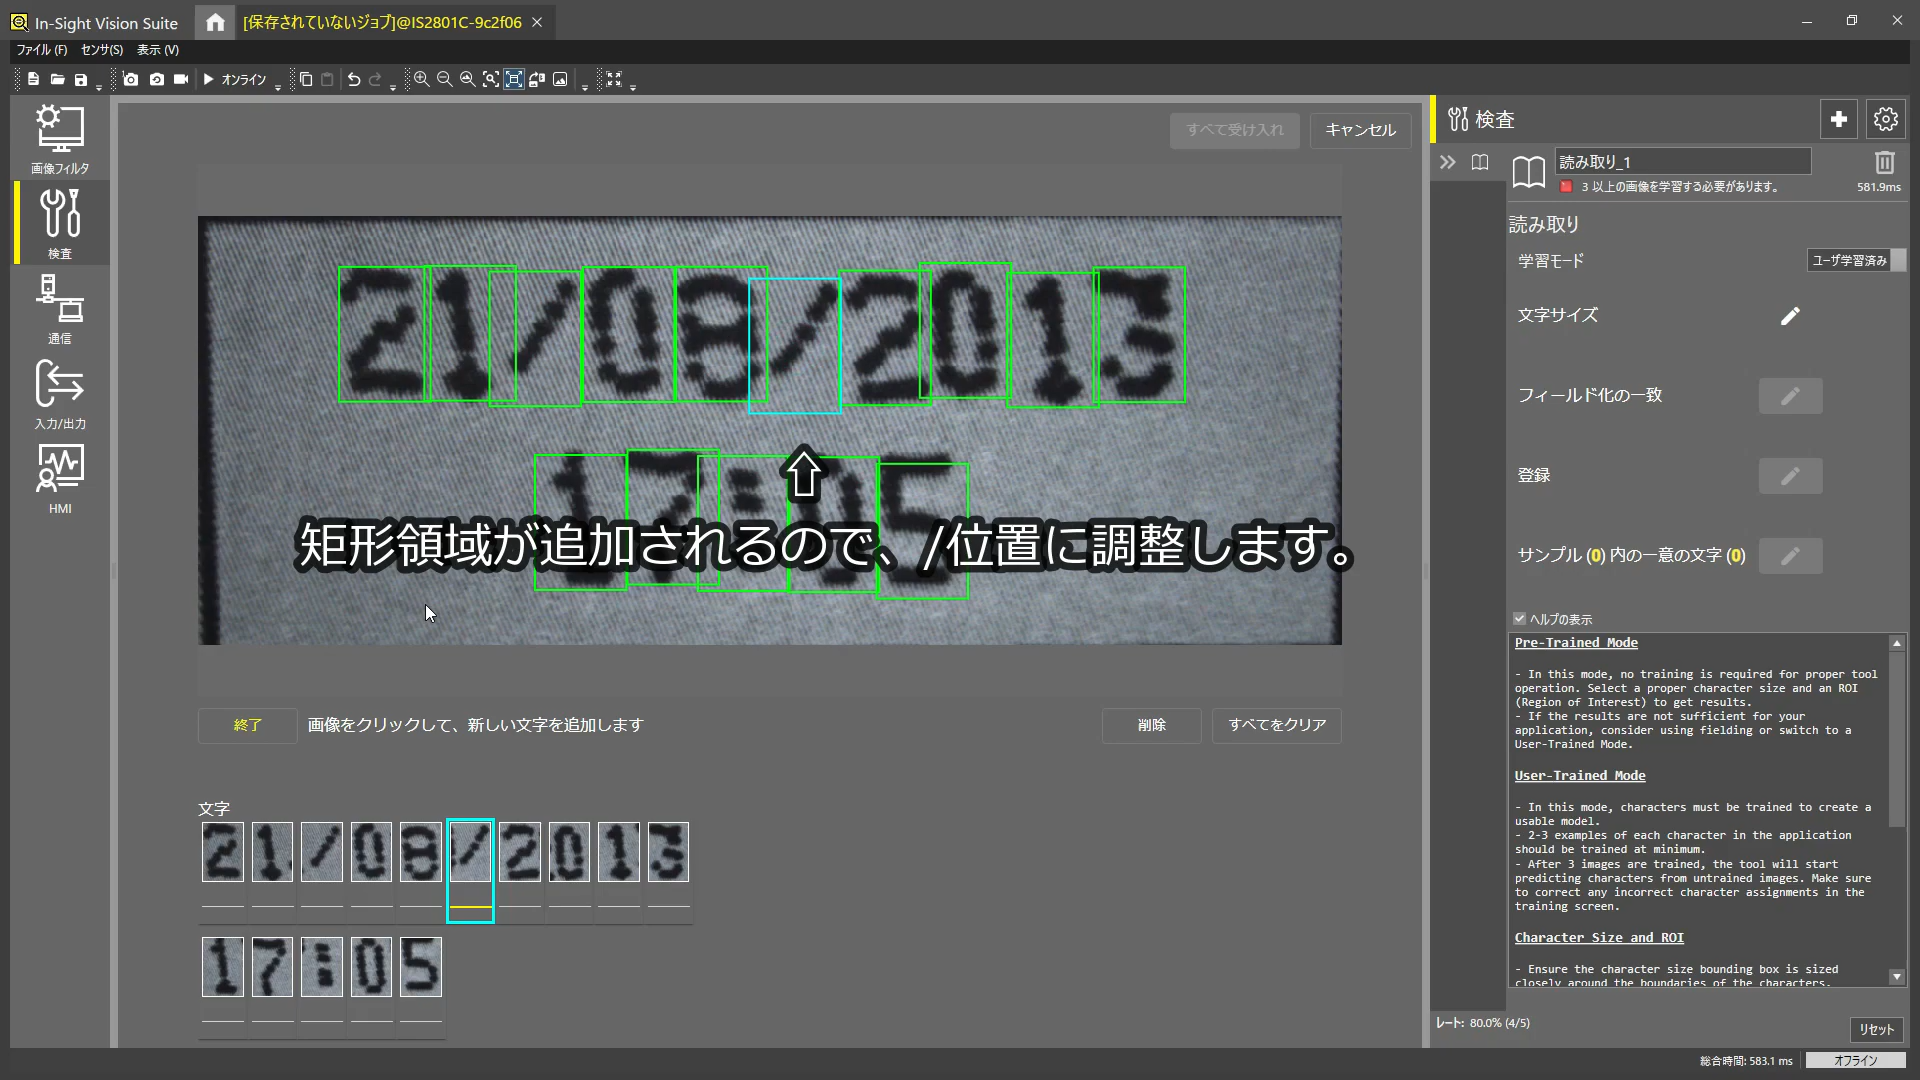 In-Sight Vision Suite
[保存されていないジョブ]@IS2801C-9c2f06
ファイル (F) センサ(S) 表示 (V)
オンライン
画像フィルタ
検査
通信
入力/出力
HMI
すべて受け入れ
キャンセル
21/08/2013
17:05
矩形領域が追加されるので、/位置に調整します。
終了
画像をクリックして、新しい文字を追加します
削除
すべてをクリア
文字
21/08/2013
17:05
検査
読み取り_1
3 以上の画像を学習する必要があります。
581.9ms
読み取り
学習モード
ユーザ学習済み
文字サイズ
フィールド化の一致
登録
サンプル (0) 内の一意の文字 (0)
ヘルプの表示
Pre-Trained Mode
- In this mode, no training is required for proper tool
operation. Select a proper character size and an ROI
(Region of Interest) to get results.
- If the results are not sufficient for your
application, consider using fielding or switch to a
User-Trained Mode.
User-Trained Mode
- In this mode, characters must be trained to create a
usable model.
- 2-3 examples of each character in the application
should be trained at minimum.
- After 3 images are trained, the tool will start
predicting characters from untrained images. Make sure
to correct any incorrect character assignments in the
training screen.
Character Size and ROI
- Ensure the character size bounding box is sized
closely around the boundaries of the characters.
レート: 80.0% (4/5)
リセット
総合時間: 583.1 ms
オフライン